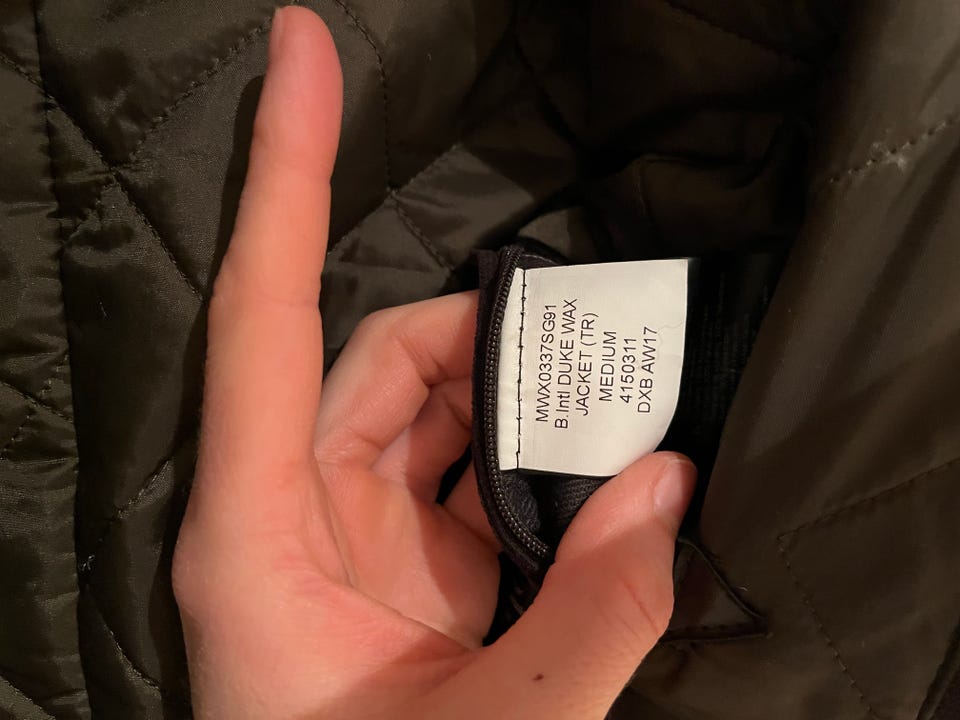 MWX0337SG91
B.Intl DUKE WAX
JACKET (TR)
MEDIUM
4150311
DXB AW17